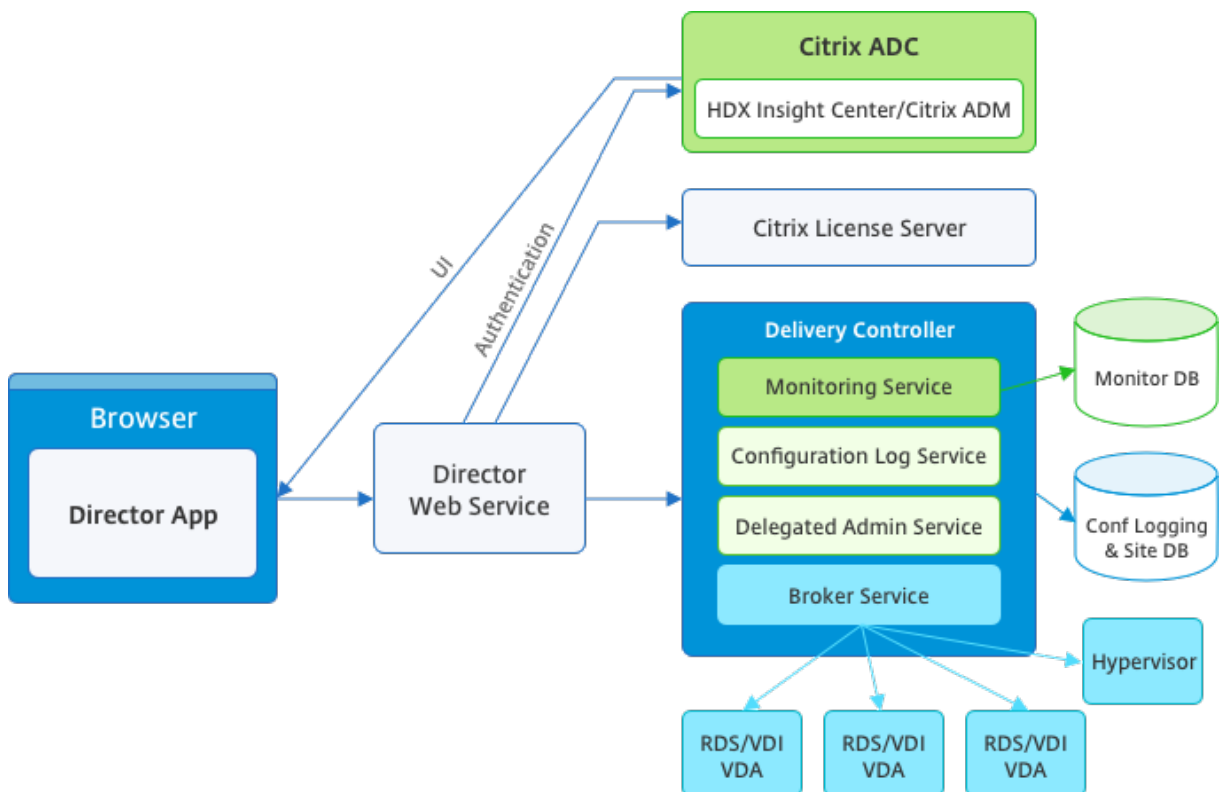 Citrix ADC
HDX Insight Center/Citrix ADM
Citrix License Server
UI
Authentication
Delivery Controller
Monitoring Service
Configuration Log Service
Delegated Admin Service
Broker Service
Monitor DB
Conf Logging
& Site DB
Browser
Director App
Director
Web Service
Hypervisor
RDS/VDI
VDA
RDS/VDI
VDA
RDS/VDI
VDA